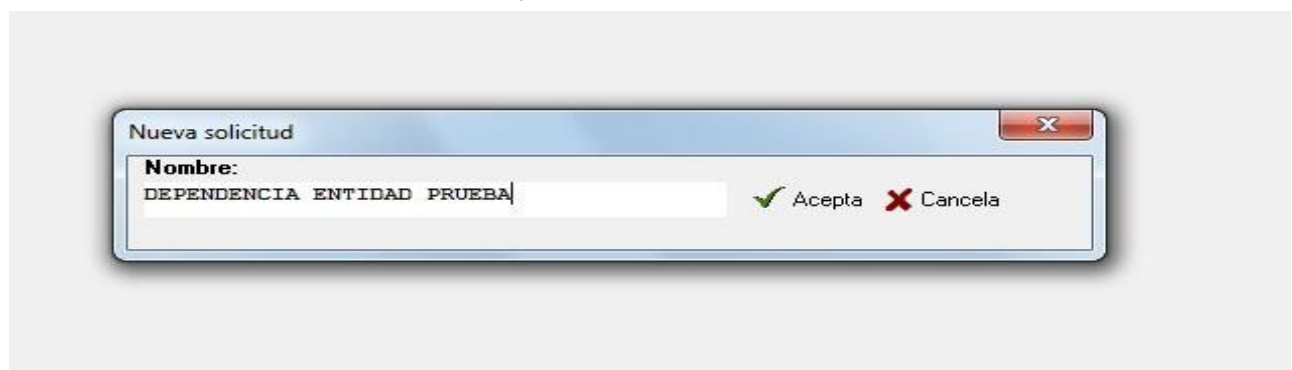 Nueva solicitud
Nombre:
DEPENDENCIA ENTIDAD PRUEBA
Acepta Cancela